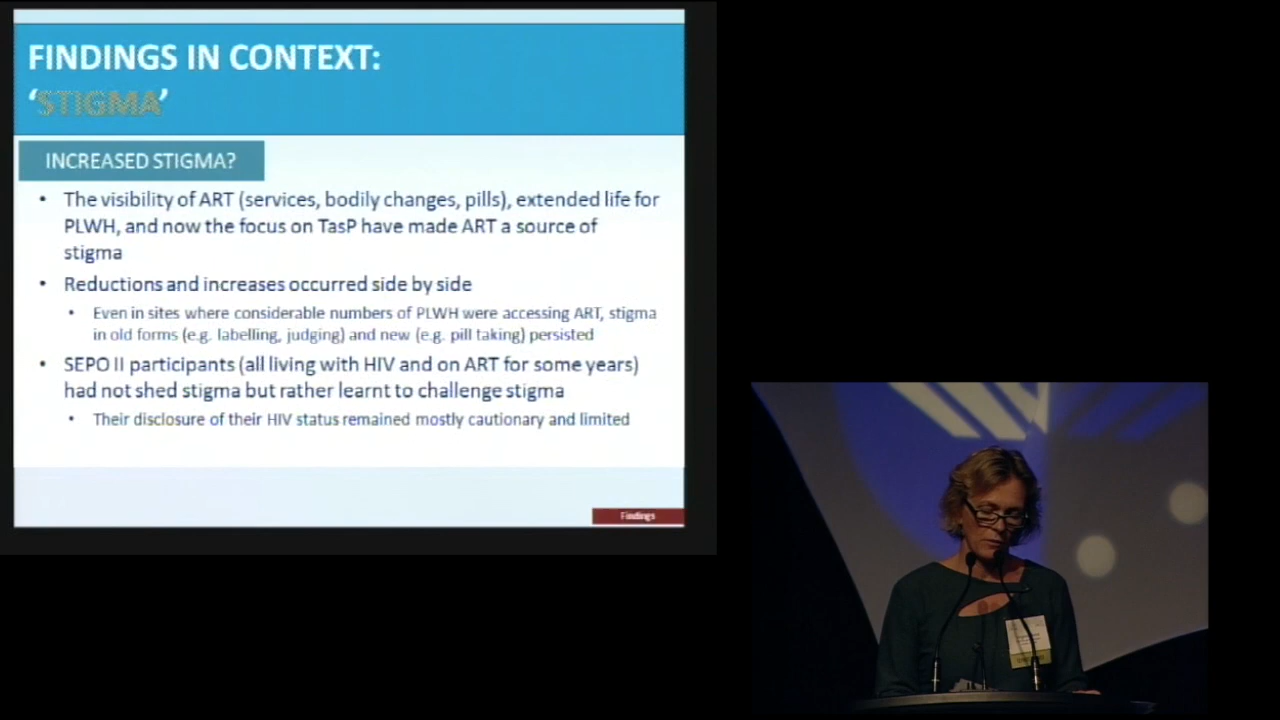 FINDINGS IN CONTEXT:
‘STIGMA’
INCREASED STIGMA?
• The visibility of ART (services, bodily changes, pills), extended life for
PLWH, and now the focus on TasP have made ART a source of
stigma
• Reductions and increases occurred side by side
• Even in sites where considerable numbers of PLWH were accessing ART, stigma
in old forms (e.g. labelling, judging) and new (e.g. pill taking) persisted
• SEPO II participants (all living with HIV and on ART for some years)
had not shed stigma but rather learnt to challenge stigma
• Their disclosure of their HIV status remained mostly cautionary and limited
Findings